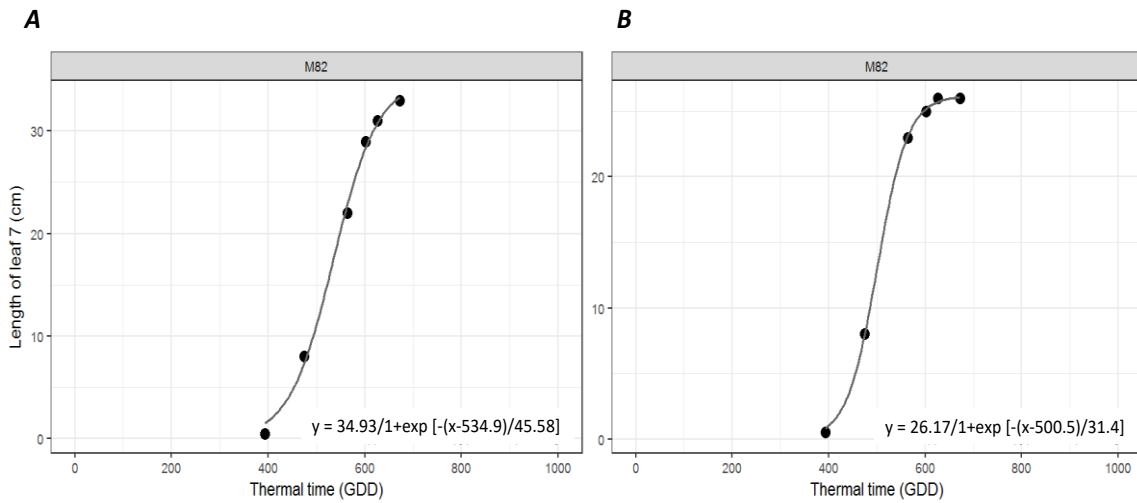 A
B
M82
M82
Length of leaf 7 (cm)
30
20
10
0
20
10
0
y = 34.93/1+exp [-(x-534.9)/45.58]
y = 26.17/1+exp [-(x-500.5)/31.4]
0 200 400 600 800 1000
0 200 400 600 800 1000
Thermal time (GDD)
Thermal time (GDD)